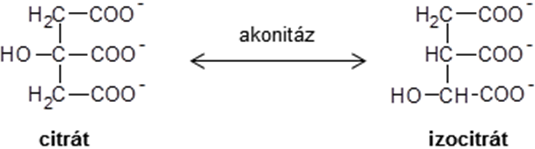 H₂C–COO⁻
HO–C–COO⁻
H₂C–COO⁻
citrát
akonitáz
H₂C–COO⁻
HC–COO⁻
HO–CH-COO⁻
izocitrát